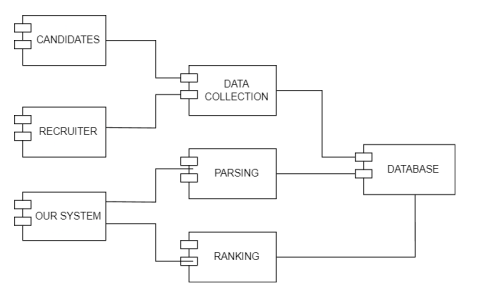 CANDIDATES
DATA
COLLECTION
RECRUITER
PARSING
DATABASE
OUR SYSTEM
RANKING